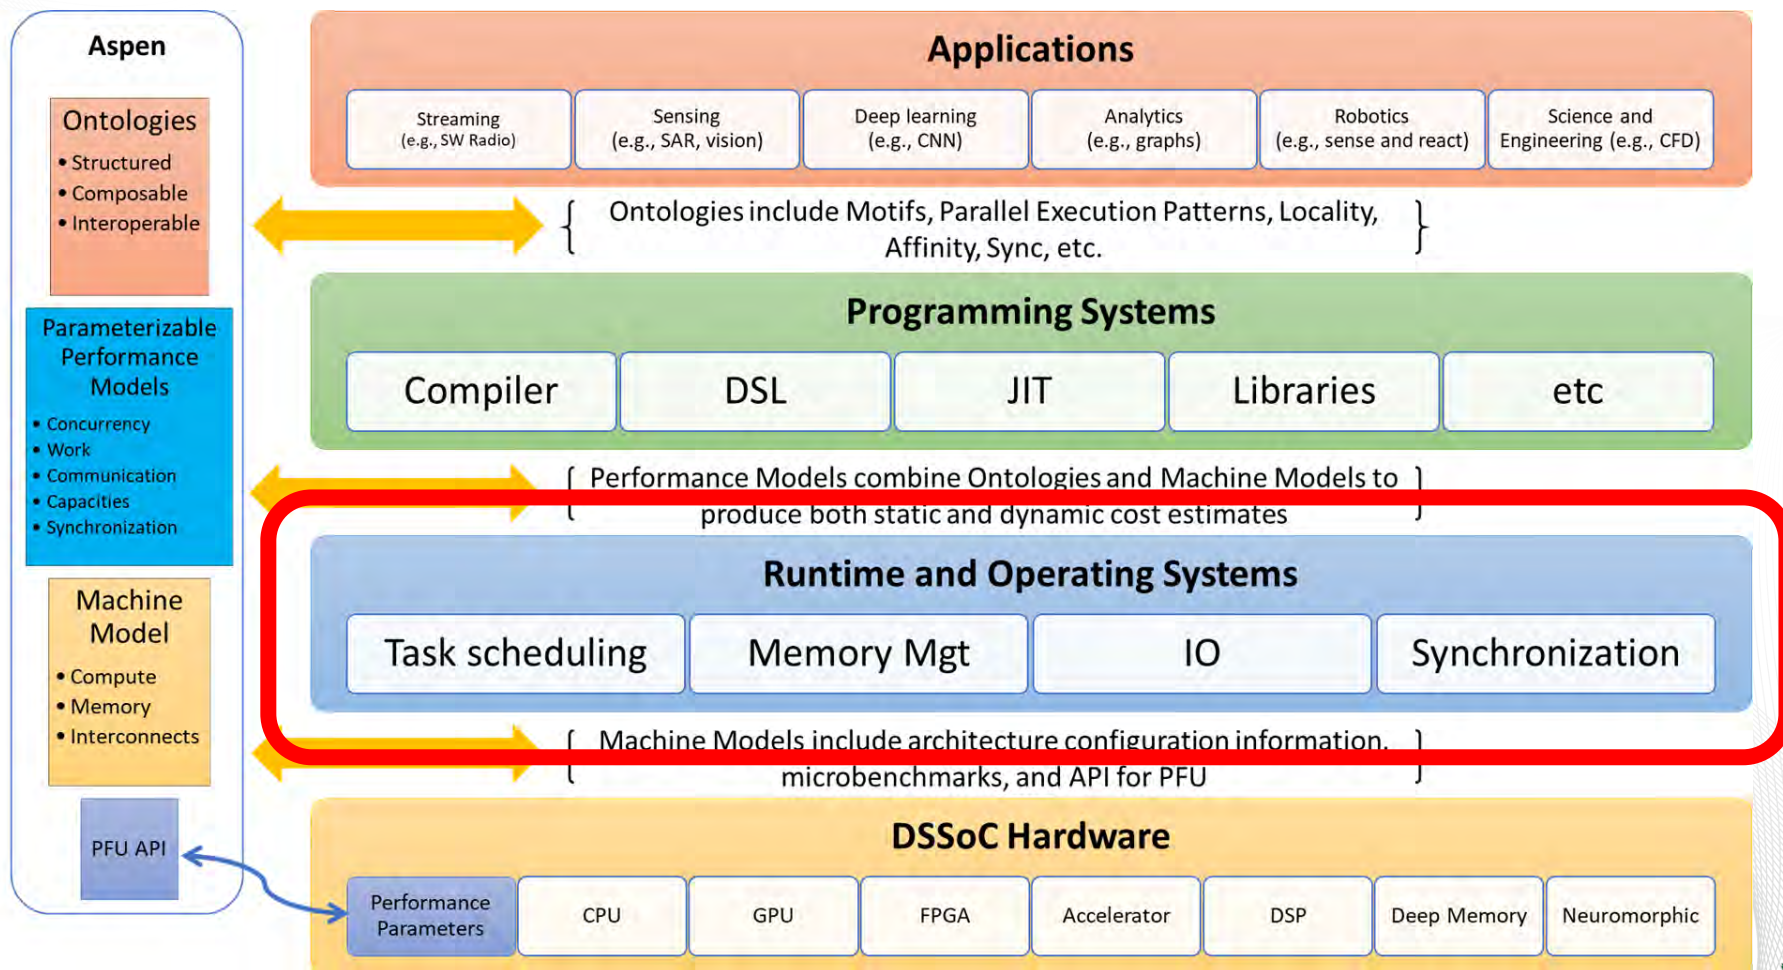 Aspen
Ontologies
• Structured
• Composable
• Interoperable
Parameterizable
Performance
Models
• Concurrency
• Work
• Communication
• Capacities
• Synchronization
Machine
Model
• Compute
• Memory
• Interconnects
PFU API
Applications
Streaming
(e.g., SW Radio)
Sensing
(e.g., SAR, vision)
Deep learning
(e.g., CNN)
Analytics
(e.g., graphs)
Robotics
(e.g., sense and react)
Science and
Engineering (e.g., CFD)
Ontologies include Motifs, Parallel Execution Patterns, Locality,
Affinity, Sync, etc.
Programming Systems
Compiler
DSL
JIT
Libraries
etc
Performance Models combine Ontologies and Machine Models to
produce both static and dynamic cost estimates
Runtime and Operating Systems
Task scheduling
Memory Mgt
IO
Synchronization
Machine Models include architecture configuration information,
microbenchmarks, and API for PFU
DSSoC Hardware
Performance
Parameters
CPU
GPU
FPGA
Accelerator
DSP
Deep Memory
Neuromorphic